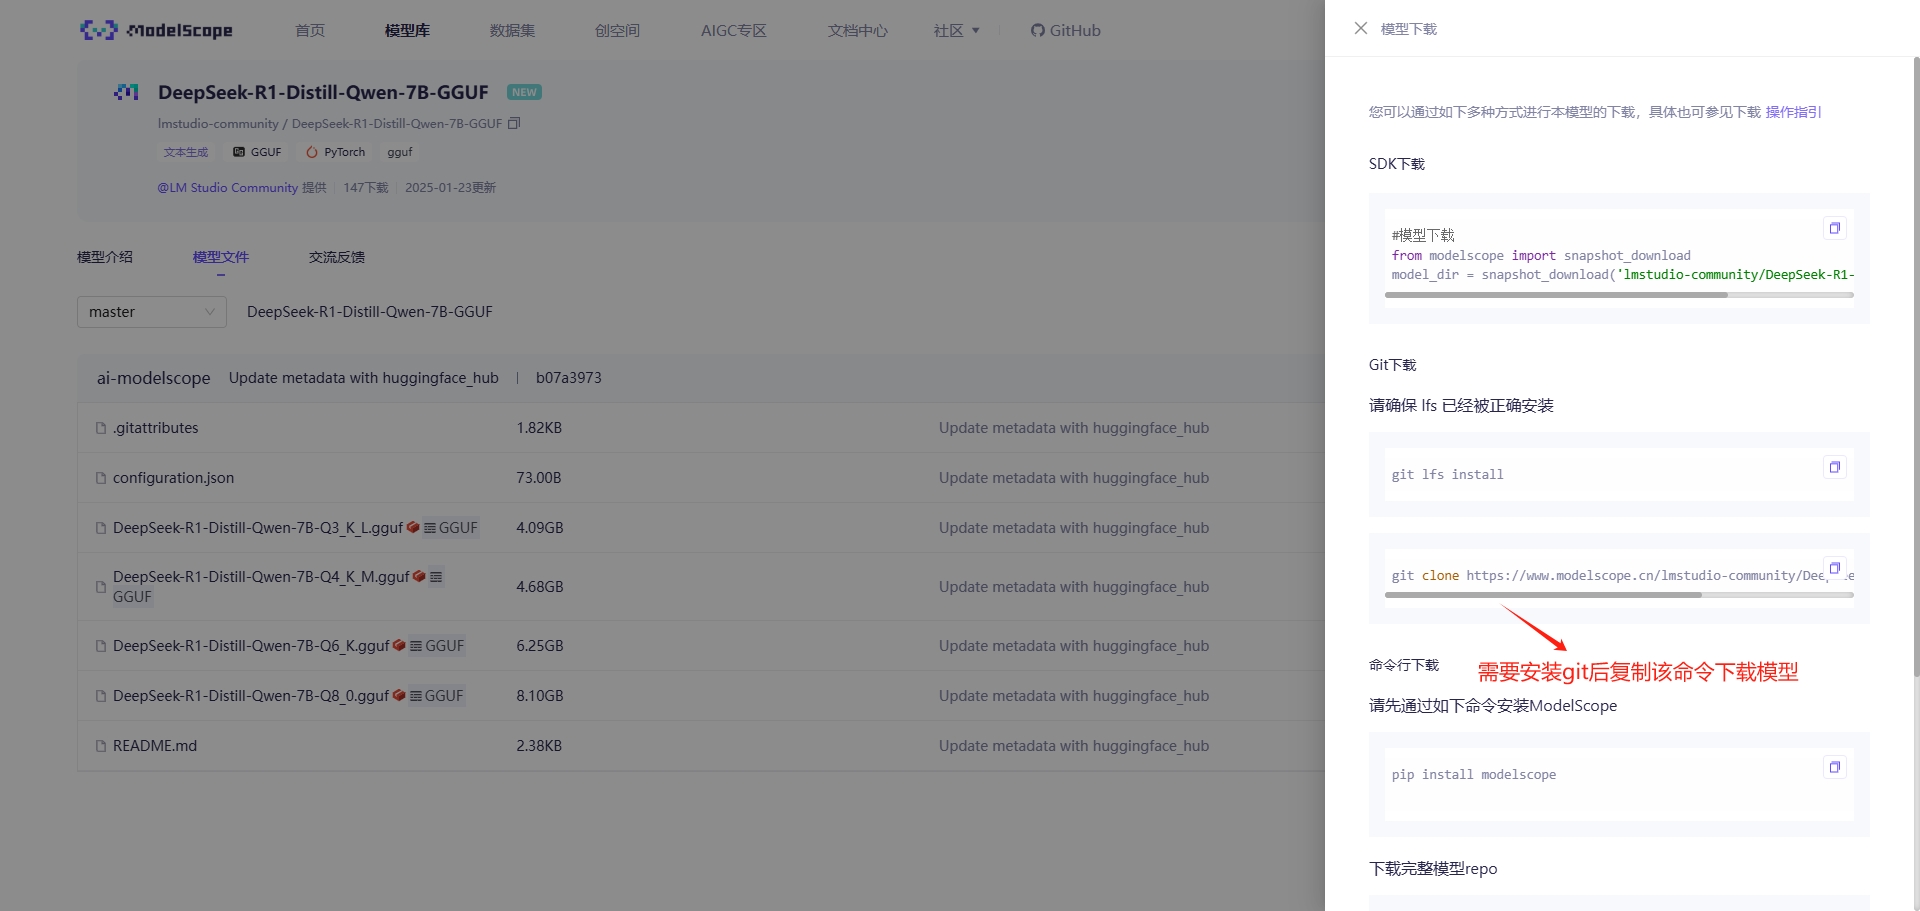 ModelScope 首页 模型库 数据集 创空间 AIGC专区 文档中心 社区 GitHub
DeepSeek-R1-Distill-Qwen-7B-GGUF NEW
lmstudio-community / DeepSeek-R1-Distill-Qwen-7B-GGUF
文本生成 GGUF PyTorch gguf
@LM Studio Community 提供 147下载 2025-01-23更新
模型介绍 模型文件 交流反馈
master DeepSeek-R1-Distill-Qwen-7B-GGUF
ai-modelscope Update metadata with huggingface_hub | b07a3973
.gitattributes 1.82KB Update metadata with huggingface_hub
configuration.json 73.00B Update metadata with huggingface_hub
DeepSeek-R1-Distill-Qwen-7B-Q3_K_L.gguf GGUF 4.09GB Update metadata with huggingface_hub
DeepSeek-R1-Distill-Qwen-7B-Q4_K_M.gguf
GGUF 4.68GB Update metadata with huggingface_hub
DeepSeek-R1-Distill-Qwen-7B-Q6_K.gguf GGUF 6.25GB Update metadata with huggingface_hub
DeepSeek-R1-Distill-Qwen-7B-Q8_0.gguf GGUF 8.10GB Update metadata with huggingface_hub
README.md 2.38KB Update metadata with huggingface_hub
模型下载
您可以通过如下多种方式进行本模型的下载，具体也可参见下载 操作指引
SDK下载
#模型下载
from modelscope import snapshot_download
model_dir = snapshot_download('lmstudio-community/DeepSeek-R1-
Git下载
请确保 lfs 已经被正确安装
git lfs install
git clone https://www.modelscope.cn/lmstudio-community/
命令行下载
需要安装git后复制该命令下载模型
请先通过如下命令安装ModelScope
pip install modelscope
下载完整模型repo